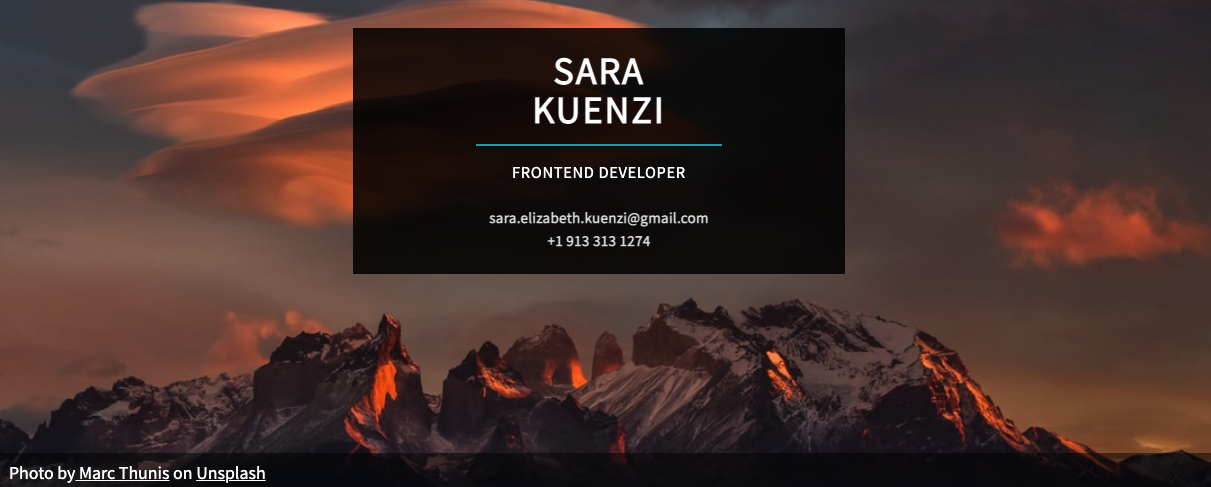 SARA
KUENZI
FRONTEND DEVELOPER
sara.elizabeth.kuenzi@gmail.com
+1 913 313 1274
Photo by Marc Thunis on Unsplash